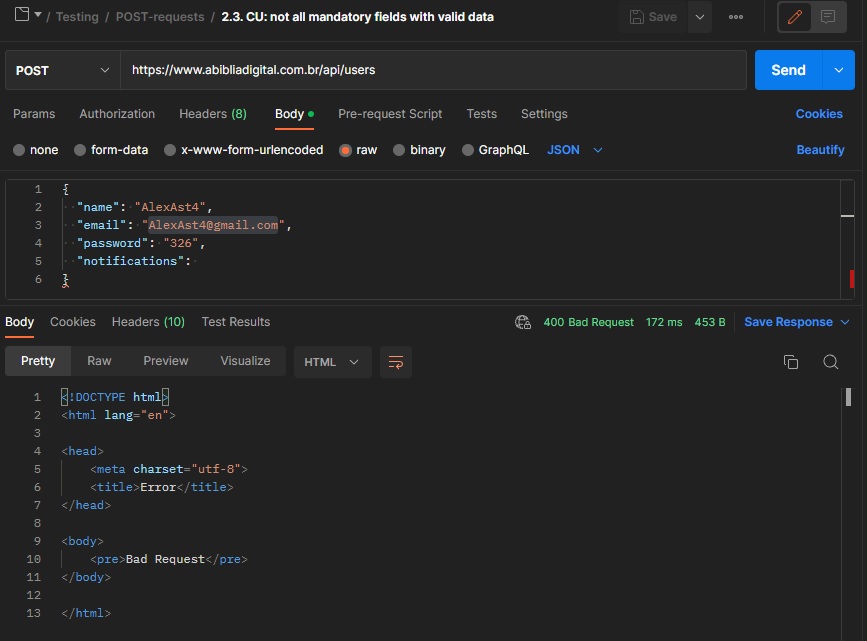 / Testing / POST-requests / 2.3. CU: not all mandatory fields with valid data
Save
POST https://www.abibliadigital.com.br/api/users Send
Params Authorization Headers (8) Body Pre-request Script Tests Settings Cookies
none form-data x-www-form-urlencoded raw binary GraphQL JSON Beautify
1 {
2 "name": "AlexAst4",
3 "email": "AlexAst4@gmail.com",
4 "password": "326",
5 "notifications":
6 }
Body Cookies Headers (10) Test Results 400 Bad Request 172 ms 453 B Save Response
Pretty Raw Preview Visualize HTML
1 <!DOCTYPE html>
2 <html lang="en">
3
4 <head>
5 <meta charset="utf-8">
6 <title>Error</title>
7 </head>
8
9 <body>
10 <pre>Bad Request</pre>
11 </body>
12
13 </html>